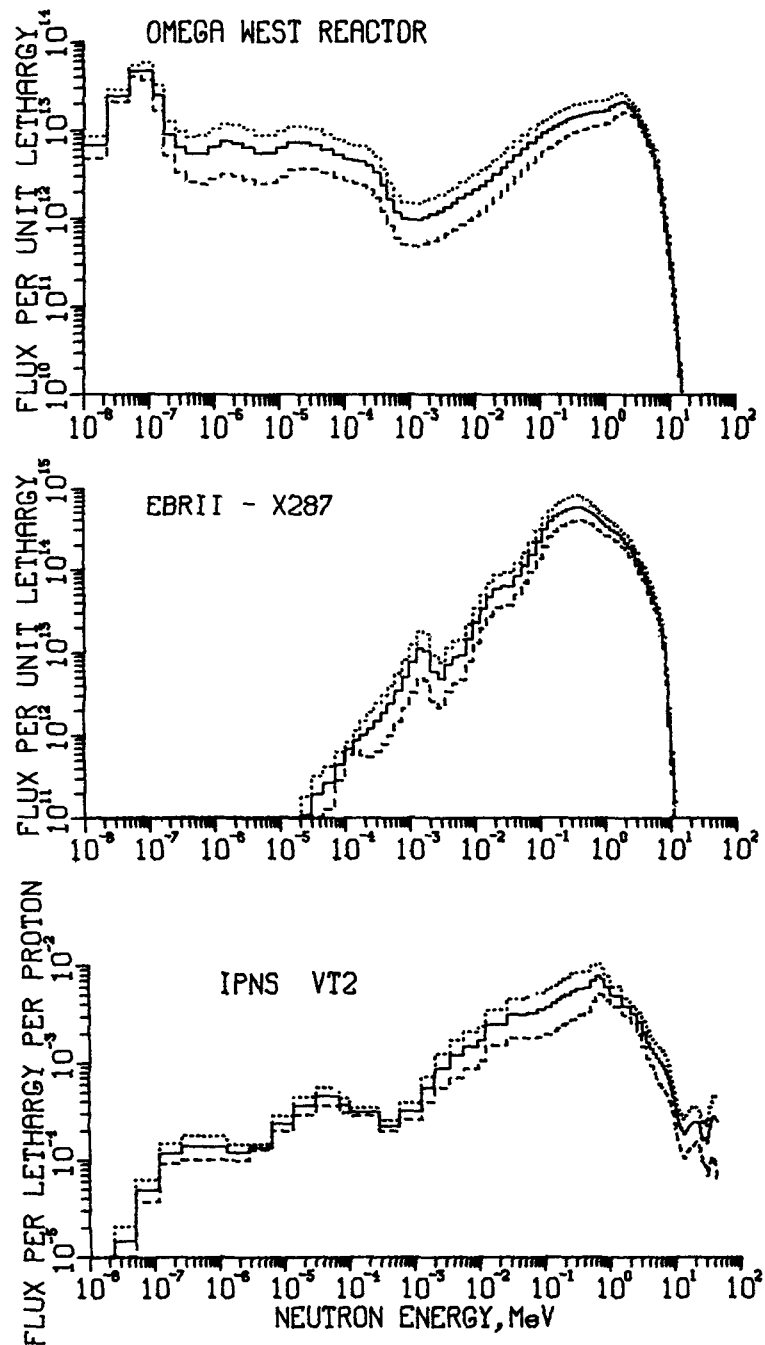 OMEGA WEST REACTOR
FLUX PER UNIT LETHARGY
10^14
10^13
10^12
10^11
10^10
10^-8 10^-7 10^-6 10^-5 10^-4 10^-3 10^-2 10^-1 10^0 10^1 10^2
EBRII - X287
FLUX PER UNIT LETHARGY
10^15
10^14
10^13
10^12
10^11
10^-8 10^-7 10^-6 10^-5 10^-4 10^-3 10^-2 10^-1 10^0 10^1 10^2
IPNS VT2
FLUX PER LETHARGY PER PROTON
10^-2
10^-3
10^-4
10^-5
10^-8 10^-7 10^-6 10^-5 10^-4 10^-3 10^-2 10^-1 10^0 10^1 10^2
NEUTRON ENERGY, MeV